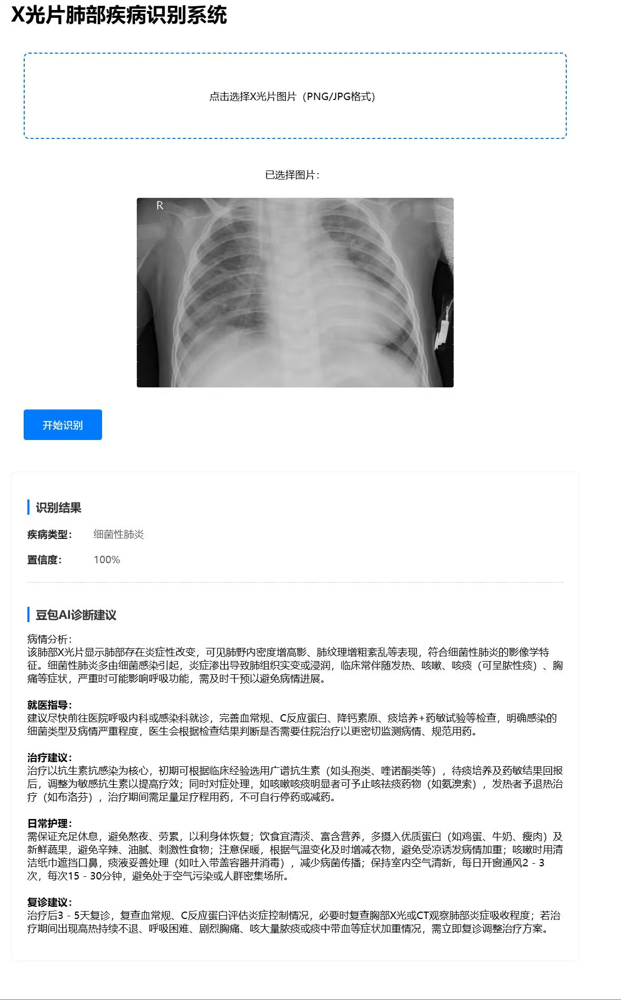 X光片肺部疾病识别系统
点击选择X光片图片（PNG/JPG格式）
已选择图片：
R
开始识别
识别结果
疾病类型： 细菌性肺炎
置信度： 100%
豆包AI诊断建议
病情分析：
该肺部X光片显示肺部存在炎症性改变，可见肺野内密度增高影、肺纹理增粗紊乱等表现，符合细菌性肺炎的影像学特
征。细菌性肺炎多由细菌感染引起，炎症渗出导致肺组织实变或浸润，临床常伴随发热、咳嗽、咳痰（可呈脓性痰）、胸
痛等症状，严重时可能影响呼吸功能，需及时干预以避免病情进展。
就医指导：
建议尽快前往医院呼吸内科或感染科就诊，完善血常规、C反应蛋白、降钙素原、痰培养+药敏试验等检查，明确感染的
细菌类型及病情严重程度，医生会根据检查结果判断是否需要住院治疗以更密切监测病情、规范用药。
治疗建议：
治疗以抗生素抗感染为核心，初期可根据临床经验选用广谱抗生素（如头孢类、喹诺酮类等），待痰培养及药敏结果回报
后，调整为敏感抗生素以提高疗效；同时对症处理，如咳嗽咳痰明显者可予止咳祛痰药物（如氨溴索），发热者予退热治
疗（如布洛芬），治疗期间需足量足疗程用药，不可自行停药或减药。
日常护理：
需保证充足休息，避免熬夜、劳累，以利身体恢复；饮食宜清淡、富含营养，多摄入优质蛋白（如鸡蛋、牛奶、瘦肉）及
新鲜蔬果，避免辛辣、油腻、刺激性食物；注意保暖，根据气温变化及时增减衣物，避免受凉诱发病情加重；咳嗽时用清
洁纸巾遮挡口鼻，痰液妥善处理（如吐入带盖容器并消毒），减少病菌传播；保持室内空气清新，每日开窗通风2 - 3
次，每次15 - 30分钟，避免处于空气污染或人群密集场所。
复诊建议：
治疗后3 - 5天复诊，复查血常规、C反应蛋白评估炎症控制情况，必要时复查胸部X光或CT观察肺部炎症吸收程度；若治
疗期间出现高热持续不退、呼吸困难、剧烈胸痛、咳大量脓痰或痰中带血等症状加重情况，需立即复诊调整治疗方案。